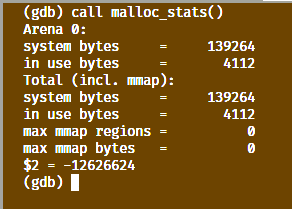 (gdb) call malloc_stats()
Arena 0:
system bytes     =     139264
in use bytes     =       4112
Total (incl. mmap):
system bytes     =     139264
in use bytes     =       4112
max mmap regions =          0
max mmap bytes   =          0
$2 = -12626624
(gdb)